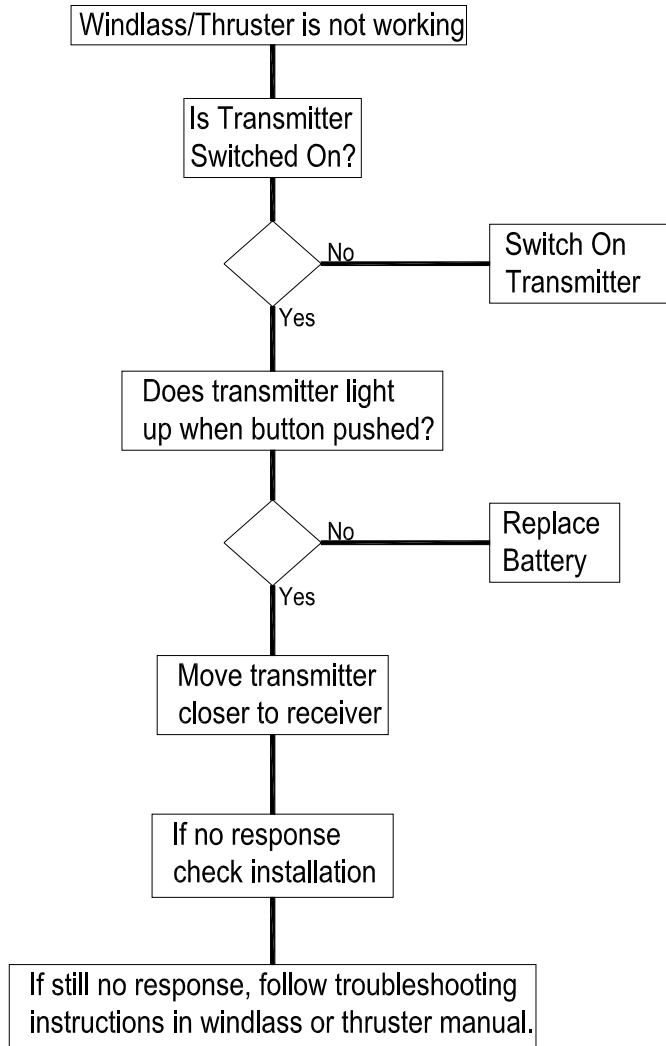 Windlass/Thruster is not working
Is Transmitter
Switched On?
No
Switch On
Transmitter
Yes
Does transmitter light
up when button pushed?
No
Replace
Battery
Yes
Move transmitter
closer to receiver
If no response
check installation
If still no response, follow troubleshooting
instructions in windlass or thruster manual.